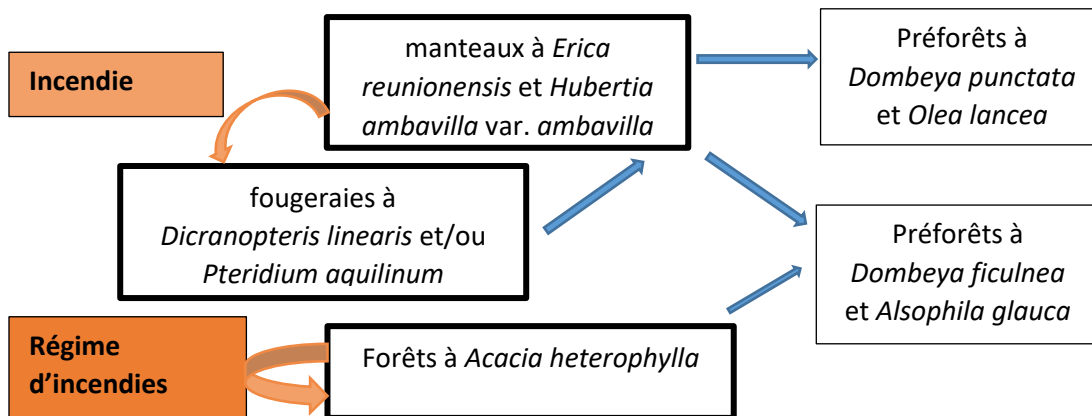 Incendie
manteaux à Erica
reunionensis et Hubertia
ambavilla var. ambavilla
Préforêts à
Dombeya punctata
et Olea lancea
fougeraies à
Dicranopteris linearis et/ou
Pteridium aquilinum
Préforêts à
Dombeya ficulnea
et Alsophila glauca
Régime
d’incendies
Forêts à Acacia heterophylla